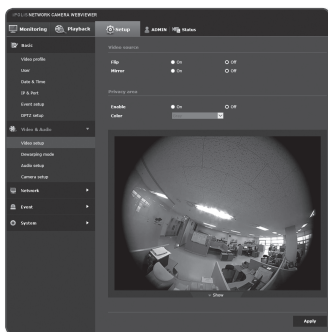 iPOLiS NETWORK CAMERA WEBVIEWER
Monitoring Playback Setup ADMIN Status
Basic
Video profile
User
Date & Time
IP & Port
Event setup
DPTZ setup
Video & Audio
Video setup
Dewarping mode
Audio setup
Camera setup
Network
Event
System
Video source
Flip On Off
Mirror On Off
Privacy area
Enable On Off
Color
Show
Apply